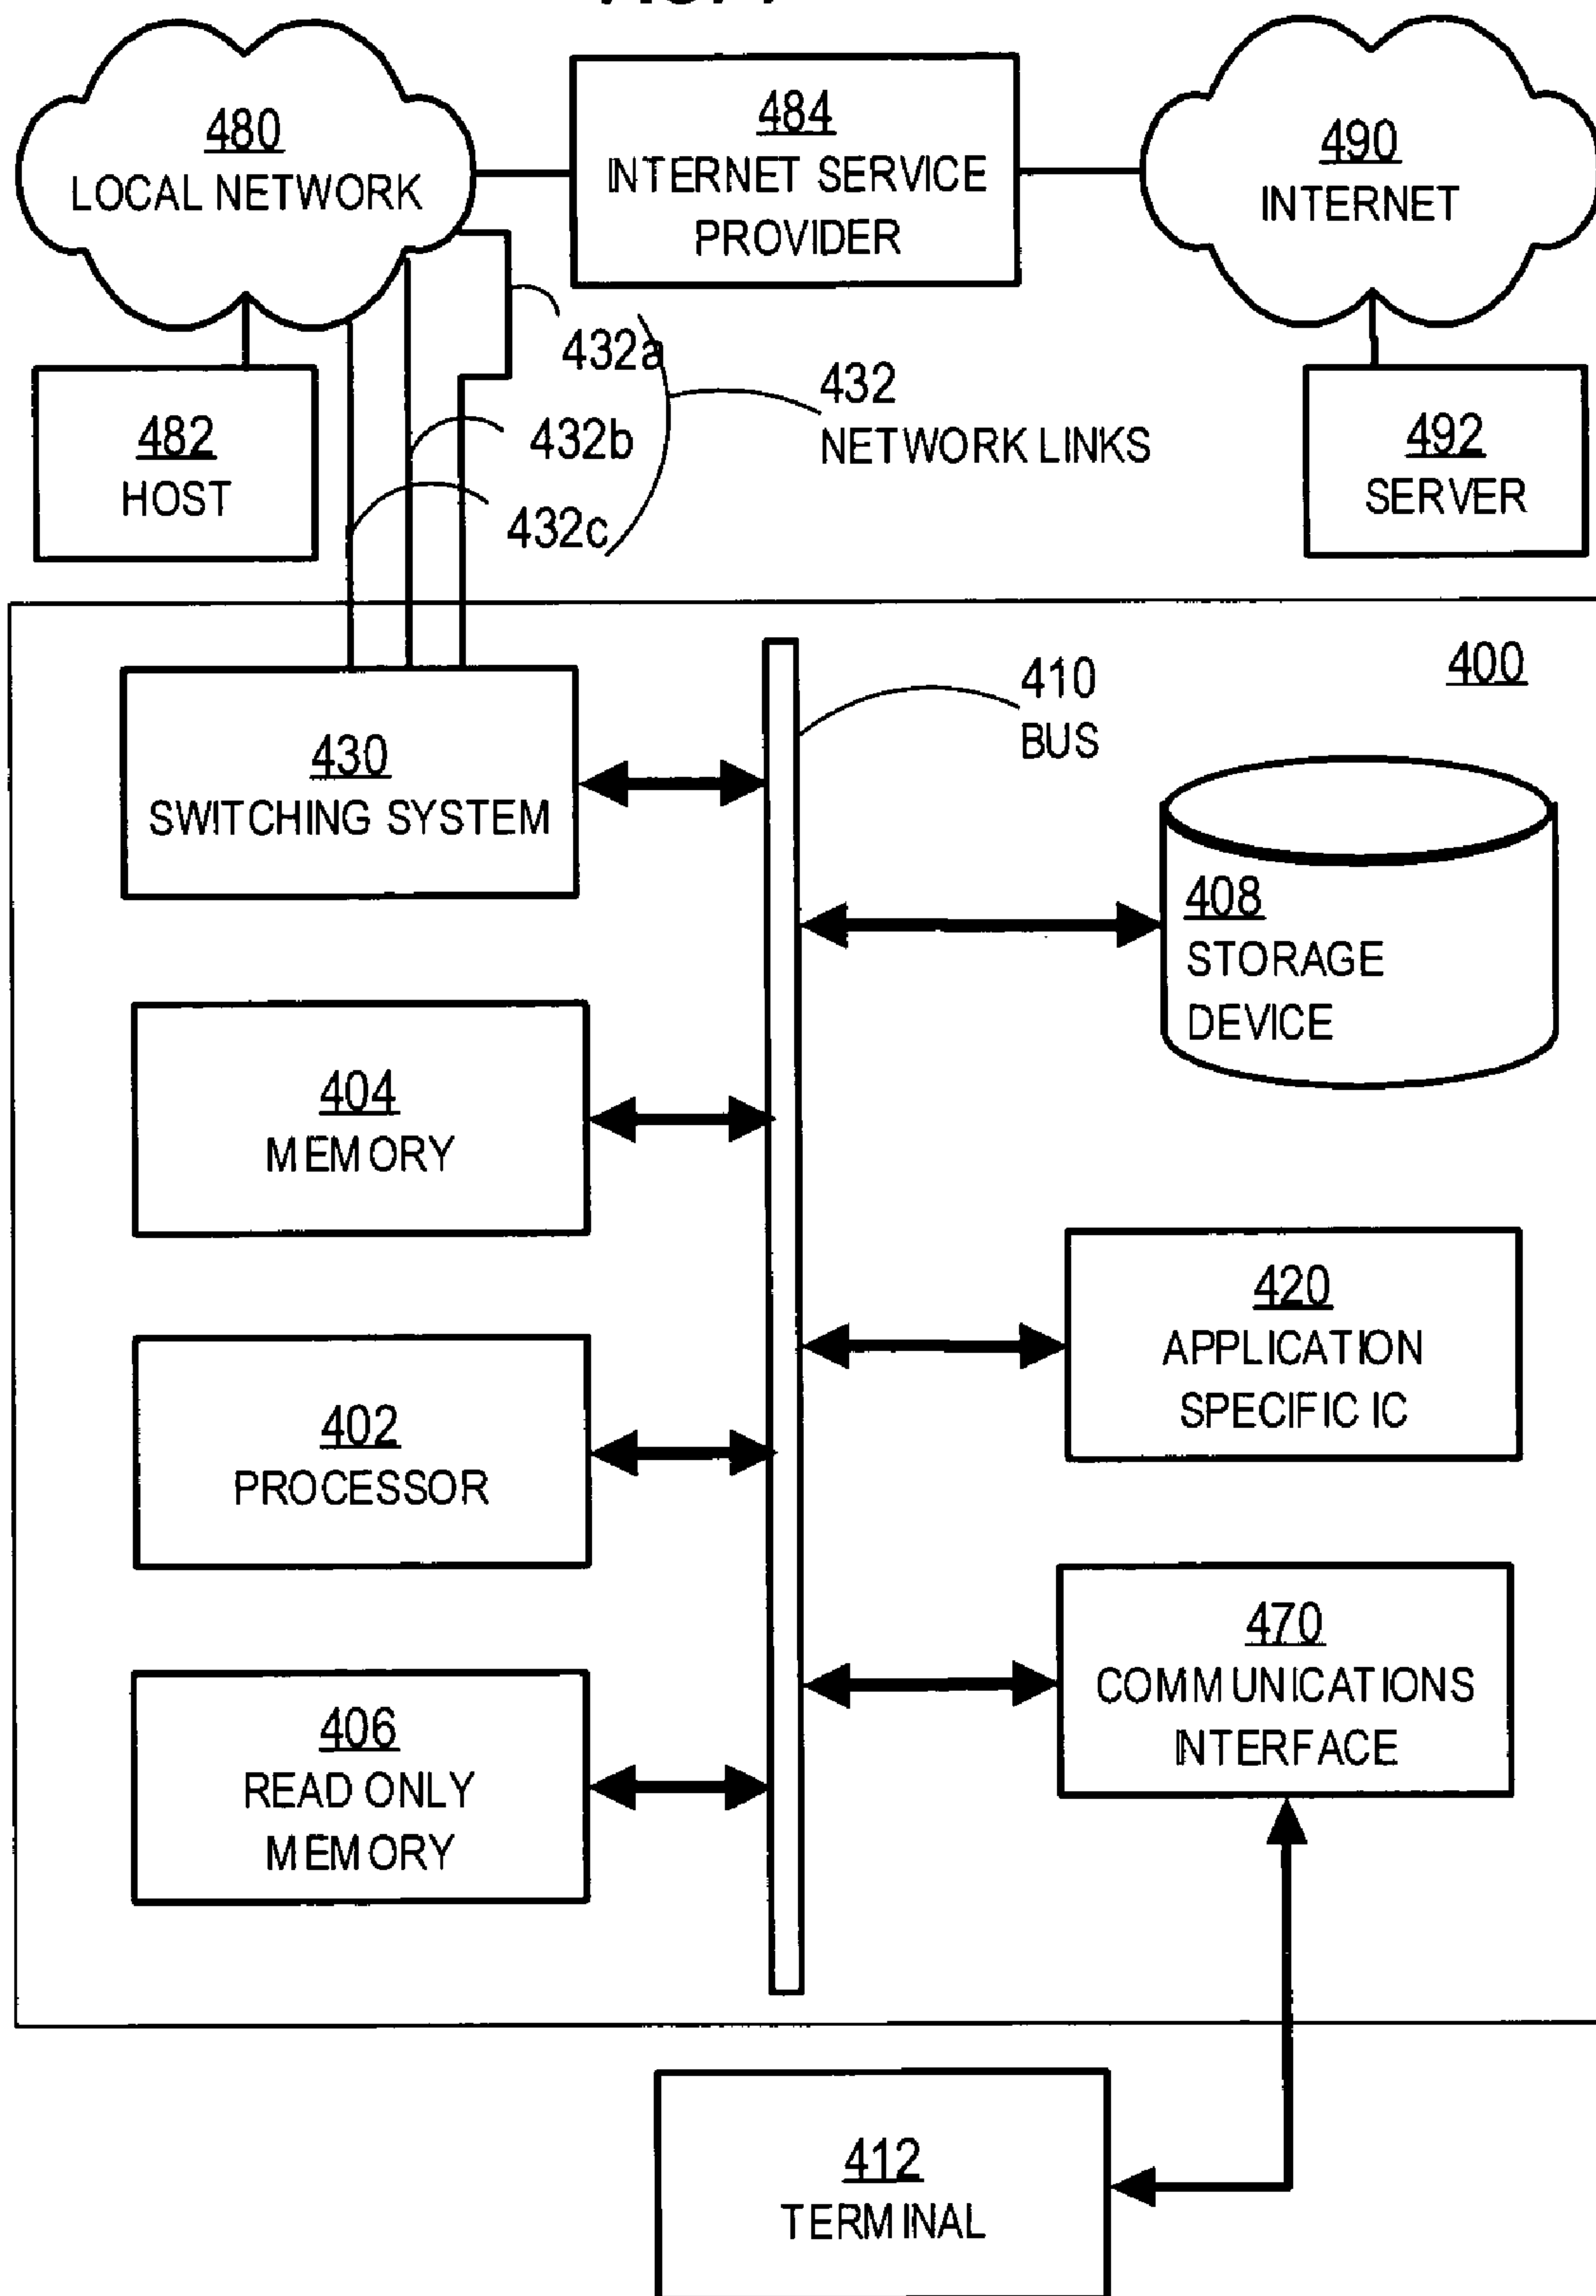 480
LOCAL NETWORK
484
INTERNET SERVICE
PROVIDER
490
INTERNET
432a
432
NETWORK LINKS
432b
432c
482
HOST
492
SERVER
400
410
BUS
430
SWITCHING SYSTEM
408
STORAGE
DEVICE
404
MEMORY
420
APPLICATION
SPECIFIC IC
402
PROCESSOR
470
COMMUNICATIONS
INTERFACE
406
READ ONLY
MEMORY
412
TERMINAL